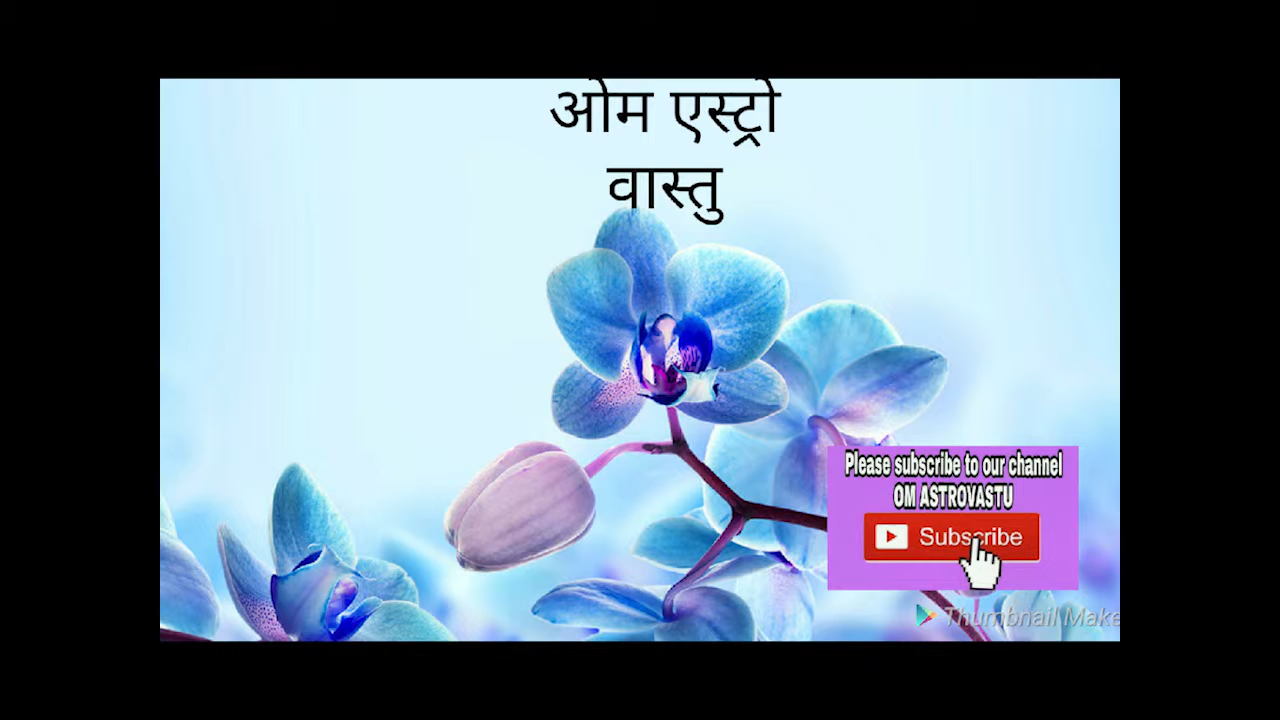 ओम एस्ट्रो
वास्तु
Please subscribe to our channel
OM ASTROVASTU
Subscribe
Thumbnail Make